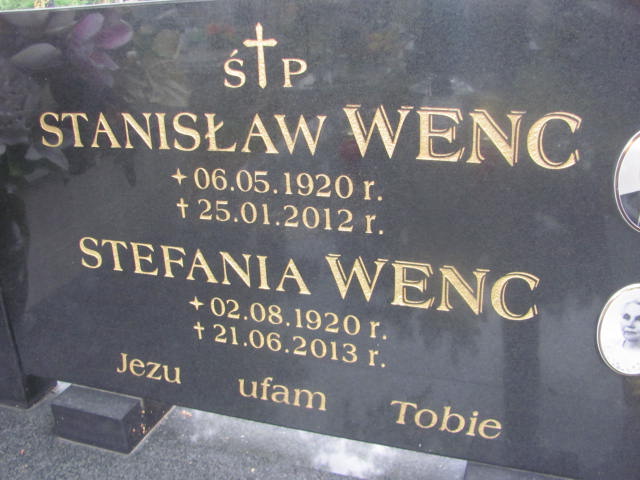 Ś P
STANISŁAW WENC
06.05.1920 r.
25.01.2012 r.
STEFANIA WENC
02.08.1920 r.
21.06.2013 r.
Jezu ufam Tobie